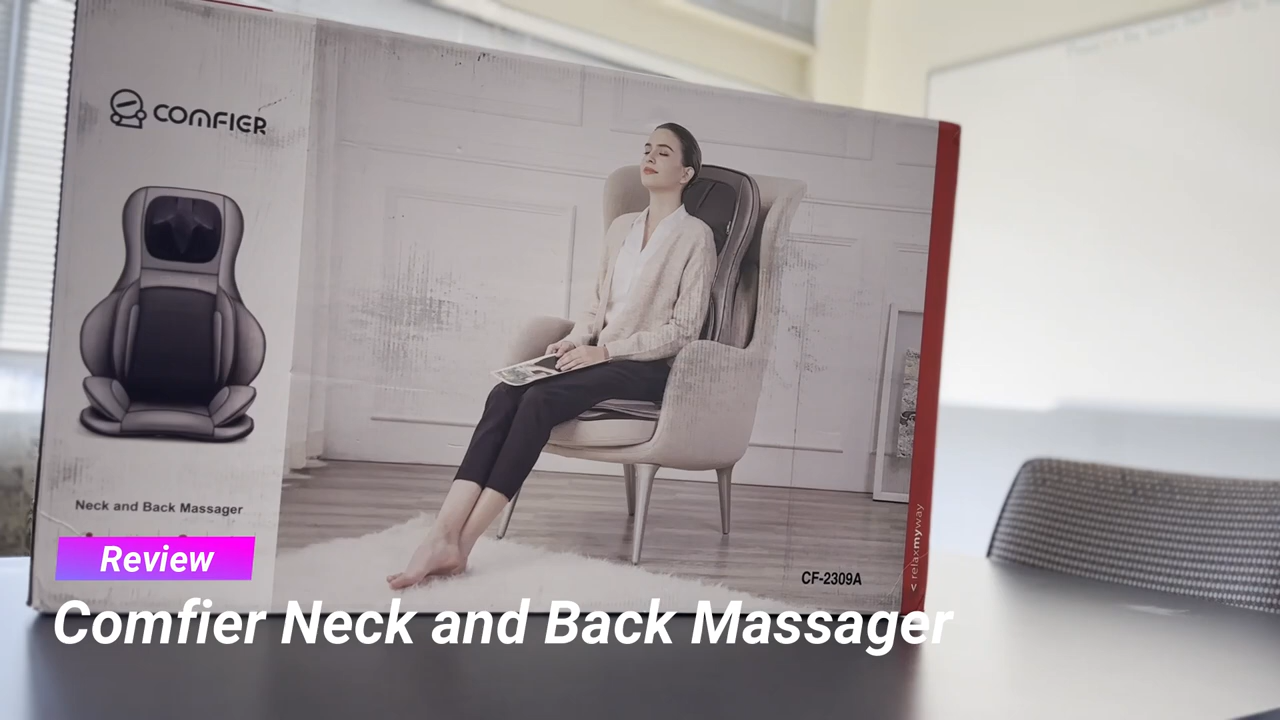 COMFIER
Neck and Back Massager
CF-2309A
< relaxmyway
Review
Comfier Neck and Back Massager